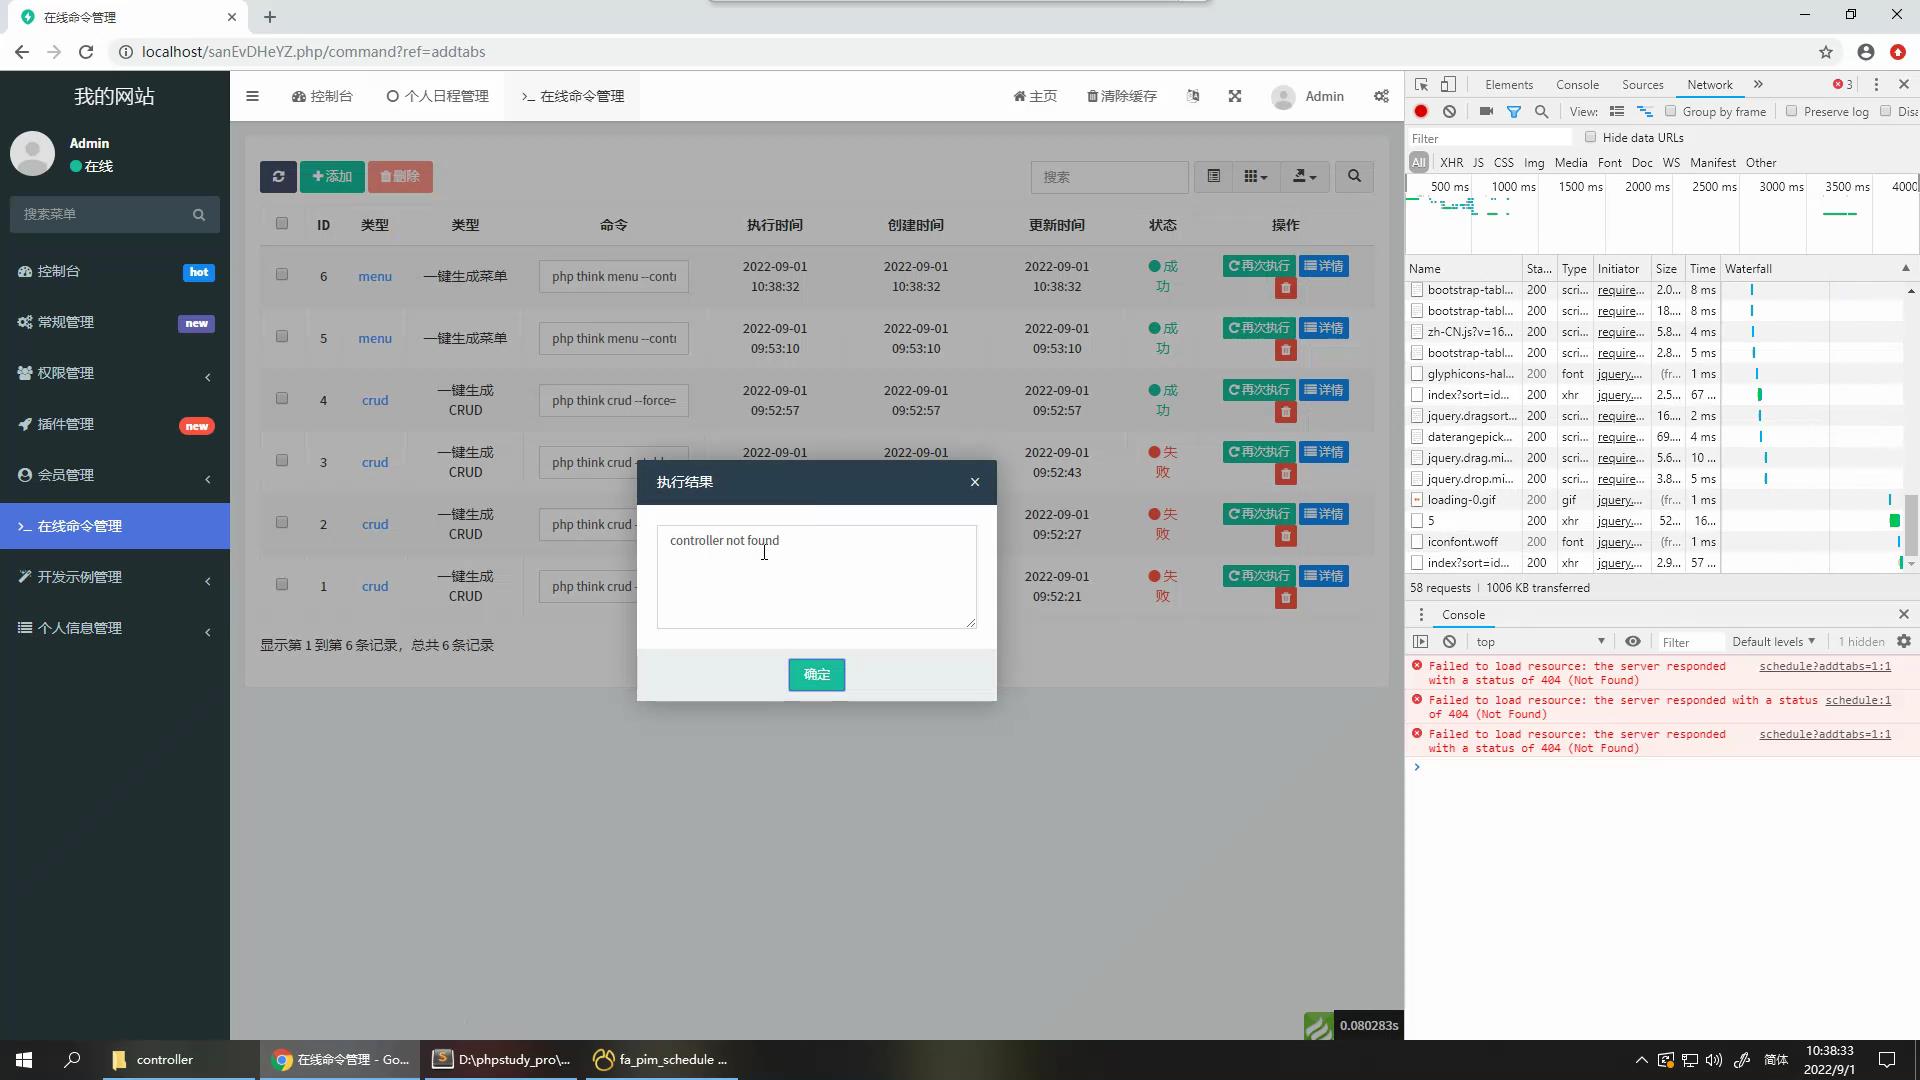 在线命令管理
localhost/sanEvDHeYZ.php/command?ref=addtabs
我的网站
控制台
个人日程管理
>_ 在线命令管理
主页
清除缓存
Admin
Admin
在线
搜索菜单
控制台 hot
常规管理 new
权限管理
插件管理 new
会员管理
>_ 在线命令管理
开发示例管理
个人信息管理
添加
删除
搜索
ID 类型 类型 命令 执行时间 创建时间 更新时间 状态 操作
6 menu 一键生成菜单 php think menu --contr 2022-09-01 10:38:32 2022-09-01 10:38:32 2022-09-01 10:38:32 成功 再次执行 详情
5 menu 一键生成菜单 php think menu --contr 2022-09-01 09:53:10 2022-09-01 09:53:10 2022-09-01 09:53:10 成功 再次执行 详情
4 crud 一键生成CRUD php think crud --force= 2022-09-01 09:52:57 2022-09-01 09:52:57 2022-09-01 09:52:57 成功 再次执行 详情
3 crud 一键生成CRUD php think crud 2022-09-01 2022-09-01 2022-09-01 09:52:43 失败 再次执行 详情
2 crud 一键生成CRUD php think crud 2022-09-01 09:52:27 失败 再次执行 详情
1 crud 一键生成CRUD php think crud 2022-09-01 09:52:21 失败 再次执行 详情
显示第 1 到第 6 条记录，总共 6 条记录
执行结果
controller not found
确定
0.080283s
Elements Console Sources Network 3
View: Group by frame Preserve log Disa
Filter Hide data URLs
All XHR JS CSS Img Media Font Doc WS Manifest Other
500 ms 1000 ms 1500 ms 2000 ms 2500 ms 3000 ms 3500 ms 4000
Name Sta... Type Initiator Size Time Waterfall
bootstrap-tabl... 200 scri... require... 2.0... 8 ms
bootstrap-tabl... 200 scri... require... 18.... 8 ms
zh-CN.js?v=16... 200 scri... require... 5.8... 4 ms
bootstrap-tabl... 200 scri... require... 2.8... 5 ms
glyphicons-hal... 200 font jquery.... (fr... 1 ms
index?sort=id... 200 xhr jquery.... 2.5... 67 ...
jquery.dragsort... 200 scri... require... 16.... 2 ms
daterangepick... 200 scri... require... 69.... 4 ms
jquery.drag.mi... 200 scri... require... 5.6... 10 ...
jquery.drop.mi... 200 scri... require... 3.8... 5 ms
loading-0.gif 200 gif jquery.... (fr... 1 ms
5 200 xhr jquery.... 52... 16...
iconfont.woff 200 font jquery.... (fr... 1 ms
index?sort=id... 200 xhr jquery.... 2.9... 57 ...
58 requests 1006 KB transferred
Console
top Filter Default levels 1 hidden
Failed to load resource: the server responded schedule?addtabs=1:1
with a status of 404 (Not Found)
Failed to load resource: the server responded with a status schedule:1
of 404 (Not Found)
Failed to load resource: the server responded schedule?addtabs=1:1
with a status of 404 (Not Found)
controller
在线命令管理 - Go...
D:\phpstudy_pro\...
fa_pim_schedule ...
简体
10:38:33
2022/9/1